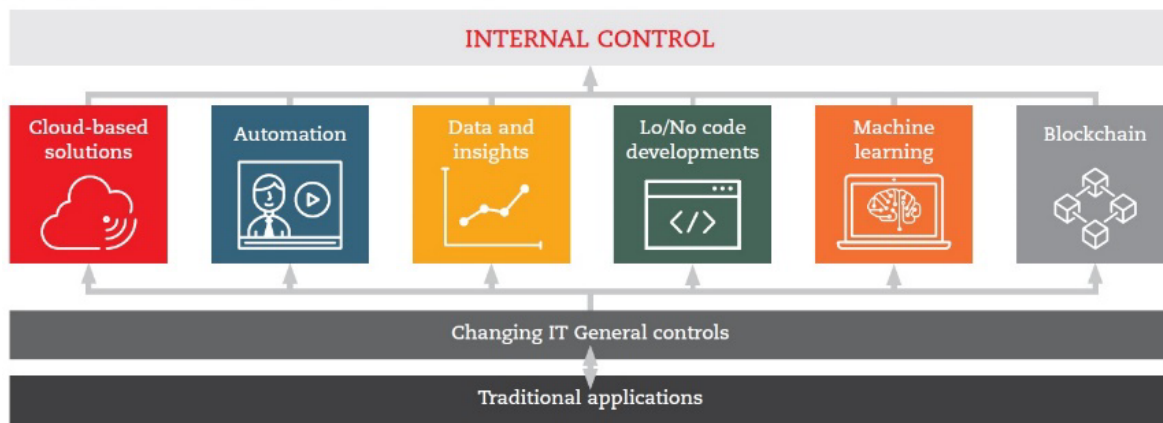 INTERNAL CONTROL
Cloud-based
solutions
Automation
Data and
insights
Lo/No code
developments
Machine
learning
Blockchain
</>
Changing IT General controls
Traditional applications